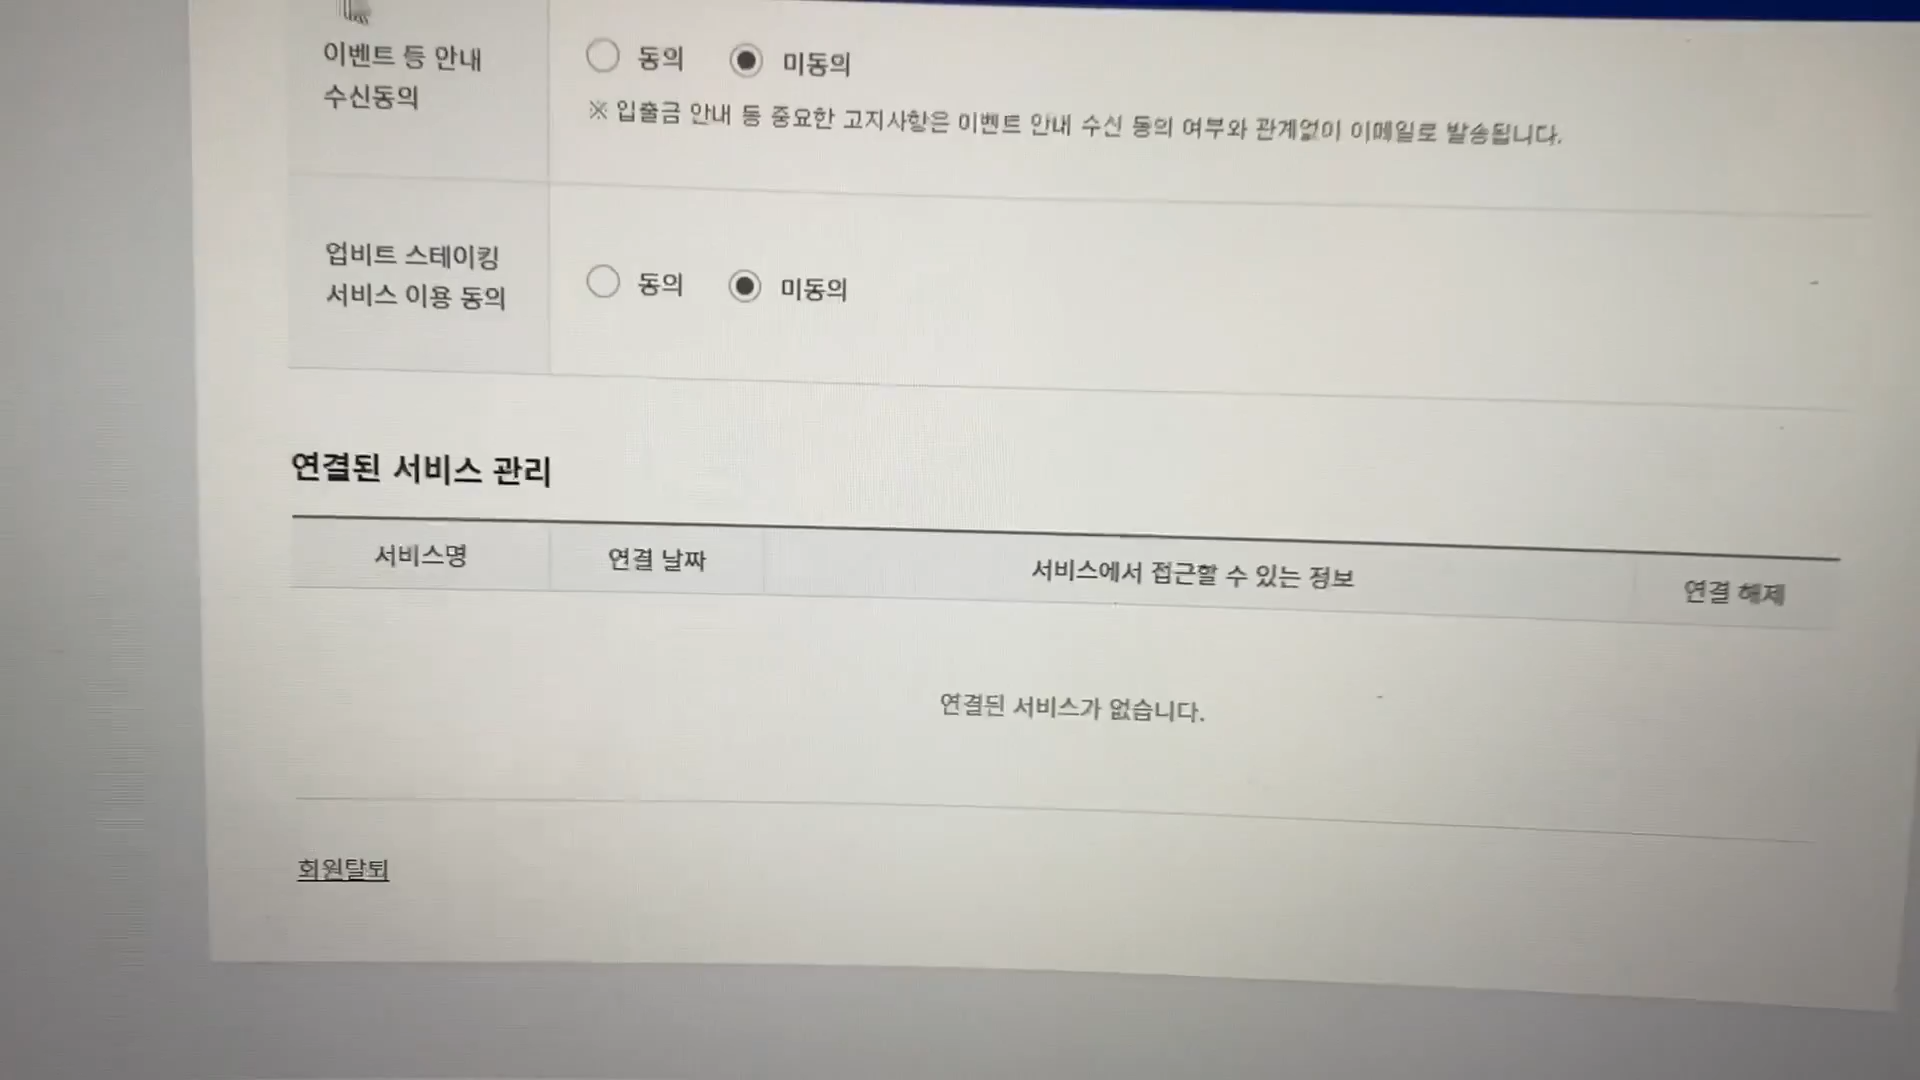 이벤트 등 안내
수신동의
동의 미동의
※ 입출금 안내 등 중요한 고지사항은 이벤트 안내 수신 동의 여부와 관계없이 이메일로 발송됩니다.
업비트 스테이킹
서비스 이용 동의
동의 미동의
연결된 서비스 관리
서비스명 연결 날짜 서비스에서 접근할 수 있는 정보 연결 해제
연결된 서비스가 없습니다.
회원탈퇴